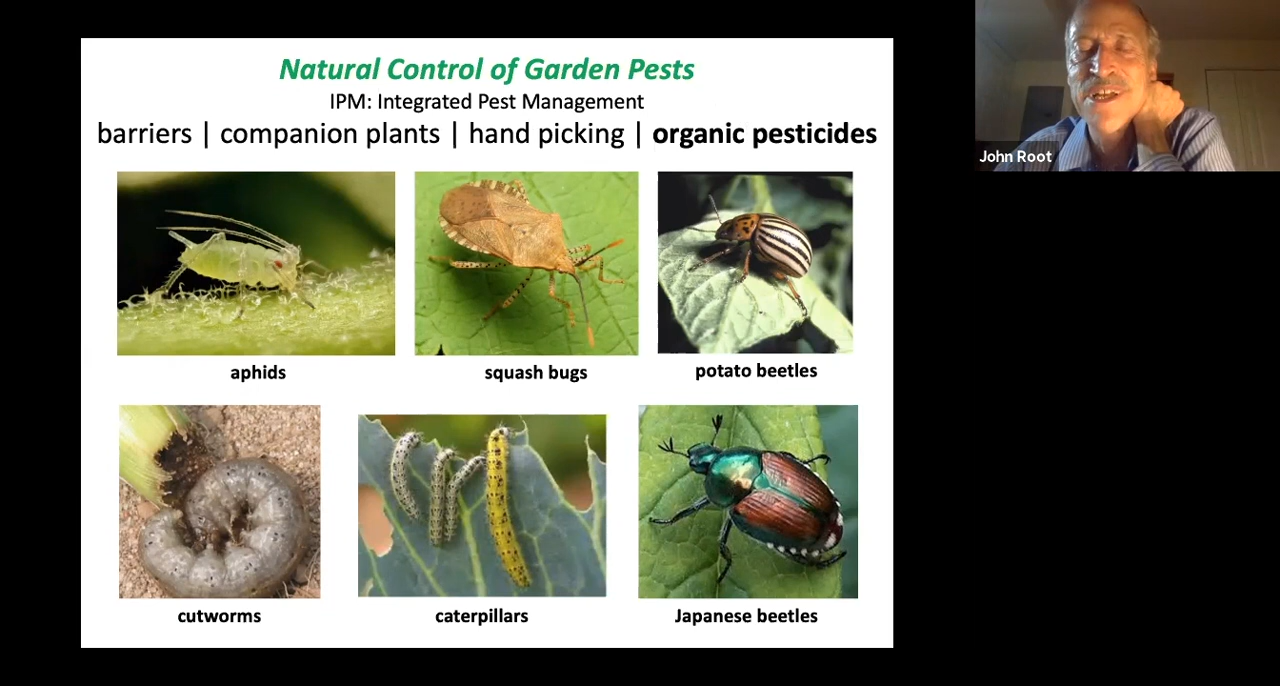 Natural Control of Garden Pests
IPM: Integrated Pest Management
barriers | companion plants | hand picking | organic pesticides
aphids
squash bugs
potato beetles
cutworms
caterpillars
Japanese beetles
John Root